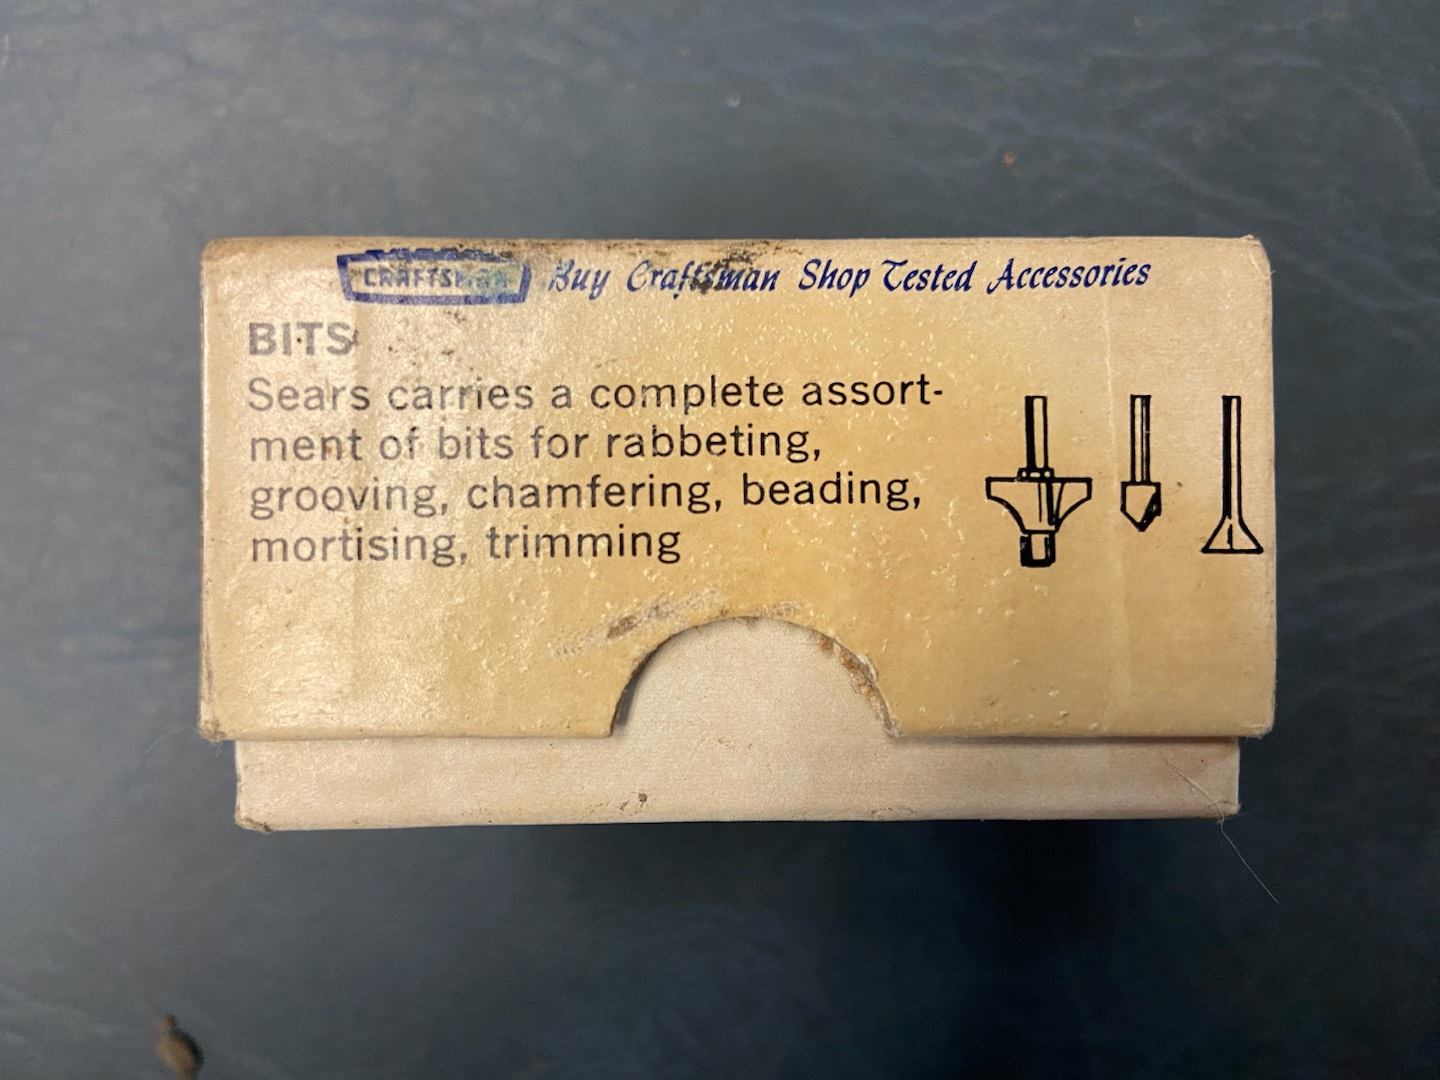 CRAFTSMAN Buy Craftsman Shop Tested Accessories
BITS
Sears carries a complete assort-
ment of bits for rabbeting,
grooving, chamfering, beading,
mortising, trimming